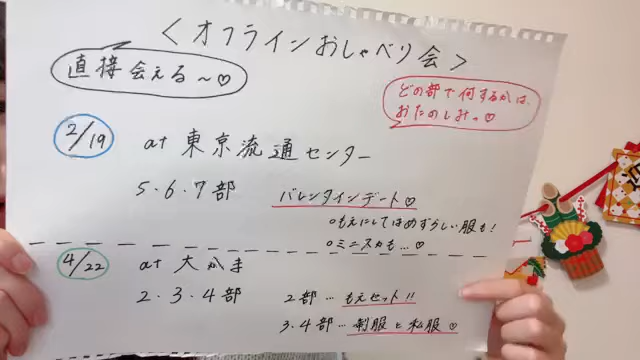 <オフラインおしゃべり会>
直接会える〜♡
どの部で何するかは、
おたのしみっ♡
2/19
at 東京流通センター
5・6・7部
バレンタインデート♡
○もえにしてはめずらしい服も!
○ミニスカも…♡
4/22
at 大かま
2・3・4部
2部…もえセット!!
3.4部…制服と私服♡